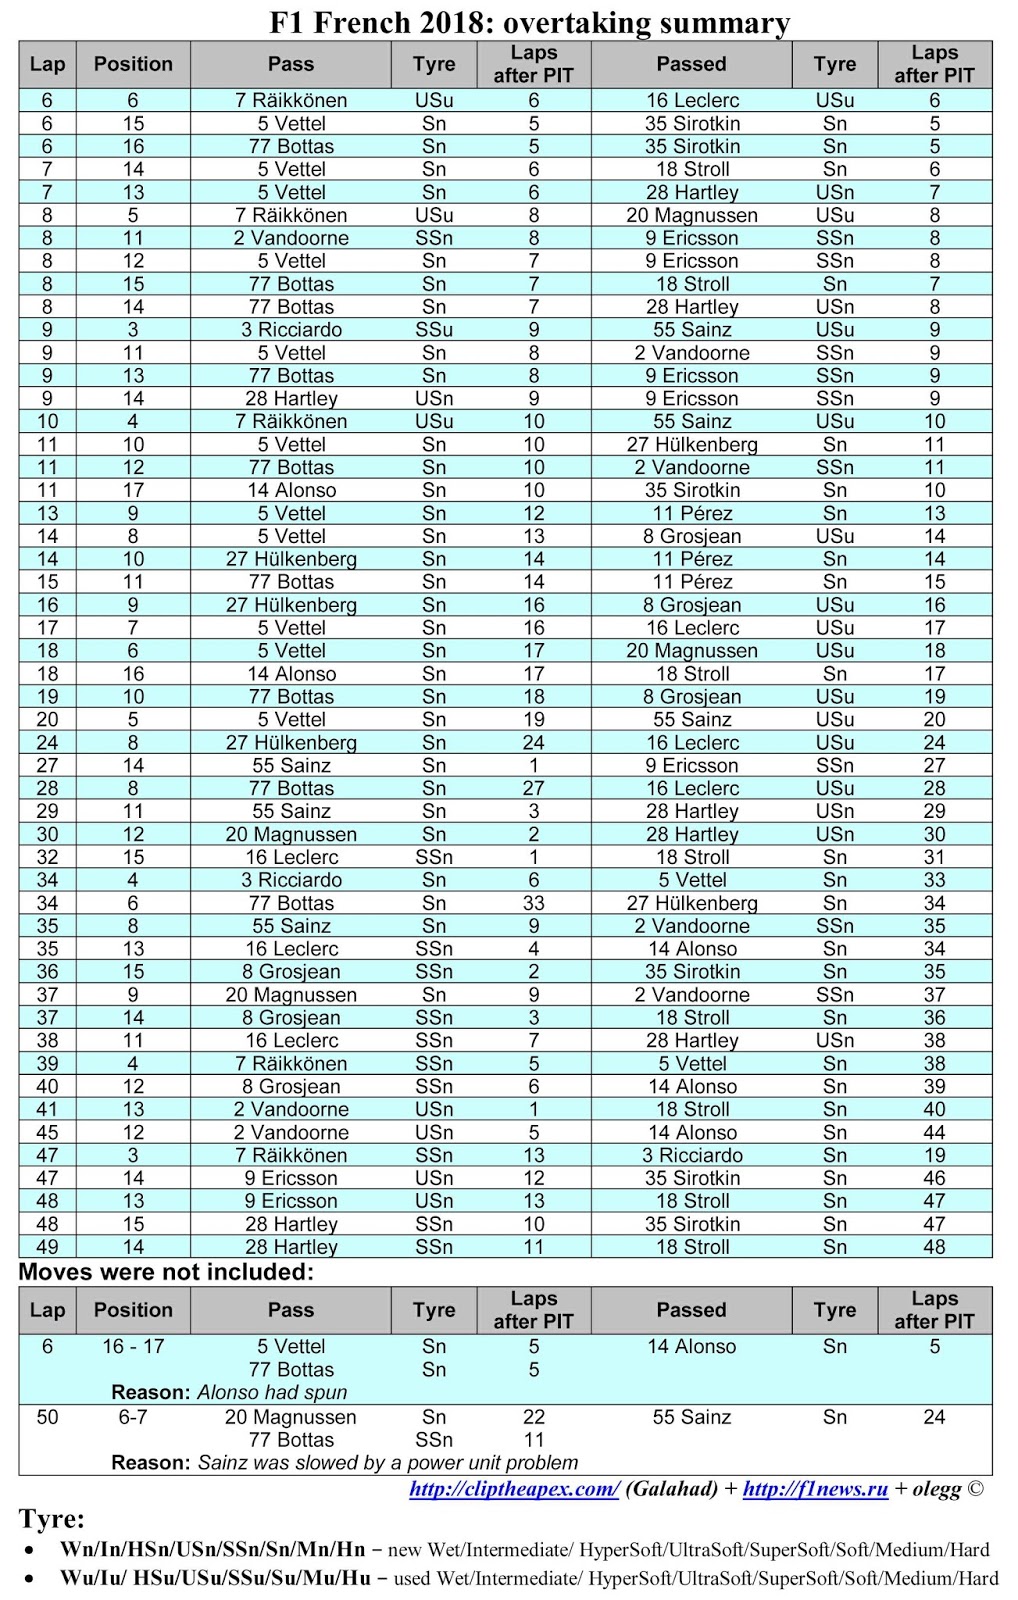 F1 French 2018: overtaking summary
Lap Position Pass Tyre Laps after PIT Passed Tyre Laps after PIT
6 6 7 Räikkönen USu 6 16 Leclerc USu 6
6 15 5 Vettel Sn 5 35 Sirotkin Sn 5
6 16 77 Bottas Sn 5 35 Sirotkin Sn 5
7 14 5 Vettel Sn 6 18 Stroll Sn 6
7 13 5 Vettel Sn 6 28 Hartley USn 7
8 5 7 Räikkönen USu 8 20 Magnussen USu 8
8 11 2 Vandoorne SSn 8 9 Ericsson SSn 8
8 12 5 Vettel Sn 7 9 Ericsson SSn 8
8 15 77 Bottas Sn 7 18 Stroll Sn 7
8 14 77 Bottas Sn 7 28 Hartley USn 8
9 3 3 Ricciardo SSu 9 55 Sainz USu 9
9 11 5 Vettel Sn 8 2 Vandoorne SSn 9
9 13 77 Bottas Sn 8 9 Ericsson SSn 9
9 14 28 Hartley USn 9 9 Ericsson SSn 9
10 4 7 Räikkönen USu 10 55 Sainz USu 10
11 10 5 Vettel Sn 10 27 Hülkenberg Sn 11
11 12 77 Bottas Sn 10 2 Vandoorne SSn 11
11 17 14 Alonso Sn 10 35 Sirotkin Sn 10
13 9 5 Vettel Sn 12 11 Pérez Sn 13
14 8 5 Vettel Sn 13 8 Grosjean USu 14
14 10 27 Hülkenberg Sn 14 11 Pérez Sn 14
15 11 77 Bottas Sn 14 11 Pérez Sn 15
16 9 27 Hülkenberg Sn 16 8 Grosjean USu 16
17 7 5 Vettel Sn 16 16 Leclerc USu 17
18 6 5 Vettel Sn 17 20 Magnussen USu 18
18 16 14 Alonso Sn 17 18 Stroll Sn 17
19 10 77 Bottas Sn 18 8 Grosjean USu 19
20 5 5 Vettel Sn 19 55 Sainz USu 20
24 8 27 Hülkenberg Sn 24 16 Leclerc USu 24
27 14 55 Sainz Sn 1 9 Ericsson SSn 27
28 8 77 Bottas Sn 27 16 Leclerc USu 28
29 11 55 Sainz Sn 3 28 Hartley USn 29
30 12 20 Magnussen Sn 2 28 Hartley USn 30
32 15 16 Leclerc SSn 1 18 Stroll Sn 31
34 4 3 Ricciardo Sn 6 5 Vettel Sn 33
34 6 77 Bottas Sn 33 27 Hülkenberg Sn 34
35 8 55 Sainz Sn 9 2 Vandoorne SSn 35
35 13 16 Leclerc SSn 4 14 Alonso Sn 34
36 15 8 Grosjean SSn 2 35 Sirotkin Sn 35
37 9 20 Magnussen Sn 9 2 Vandoorne SSn 37
37 14 8 Grosjean SSn 3 18 Stroll Sn 36
38 11 16 Leclerc SSn 7 28 Hartley USn 38
39 4 7 Räikkönen SSn 5 5 Vettel Sn 38
40 12 8 Grosjean SSn 6 14 Alonso Sn 39
41 13 2 Vandoorne USn 1 18 Stroll Sn 40
45 12 2 Vandoorne USn 5 14 Alonso Sn 44
47 3 7 Räikkönen SSn 13 3 Ricciardo Sn 19
47 14 9 Ericsson USn 12 35 Sirotkin Sn 46
48 13 9 Ericsson USn 13 18 Stroll Sn 47
48 15 28 Hartley SSn 10 35 Sirotkin Sn 47
49 14 28 Hartley SSn 11 18 Stroll Sn 48
Moves were not included:
Lap Position Pass Tyre Laps after PIT Passed Tyre Laps after PIT
6 16 - 17 5 Vettel Sn 5 14 Alonso Sn 5
77 Bottas Sn 5
Reason: Alonso had spun
50 6-7 20 Magnussen Sn 22 55 Sainz Sn 24
77 Bottas SSn 11
Reason: Sainz was slowed by a power unit problem
http://cliptheapex.com/ (Galahad) + http://f1news.ru + olegg ©
Tyre:
• Wn/In/HSn/USn/SSn/Sn/Mn/Hn – new Wet/Intermediate/ HyperSoft/UltraSoft/SuperSoft/Soft/Medium/Hard
• Wu/Iu/ HSu/USu/SSu/Su/Mu/Hu – used Wet/Intermediate/ HyperSoft/UltraSoft/SuperSoft/Soft/Medium/Hard